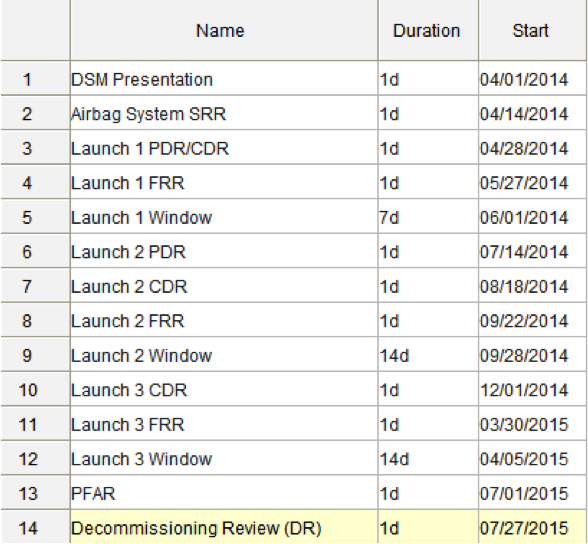 Name Duration Start
1 DSM Presentation 1d 04/01/2014
2 Airbag System SRR 1d 04/14/2014
3 Launch 1 PDR/CDR 1d 04/28/2014
4 Launch 1 FRR 1d 05/27/2014
5 Launch 1 Window 7d 06/01/2014
6 Launch 2 PDR 1d 07/14/2014
7 Launch 2 CDR 1d 08/18/2014
8 Launch 2 FRR 1d 09/22/2014
9 Launch 2 Window 14d 09/28/2014
10 Launch 3 CDR 1d 12/01/2014
11 Launch 3 FRR 1d 03/30/2015
12 Launch 3 Window 14d 04/05/2015
13 PFAR 1d 07/01/2015
14 Decommissioning Review (DR) 1d 07/27/2015